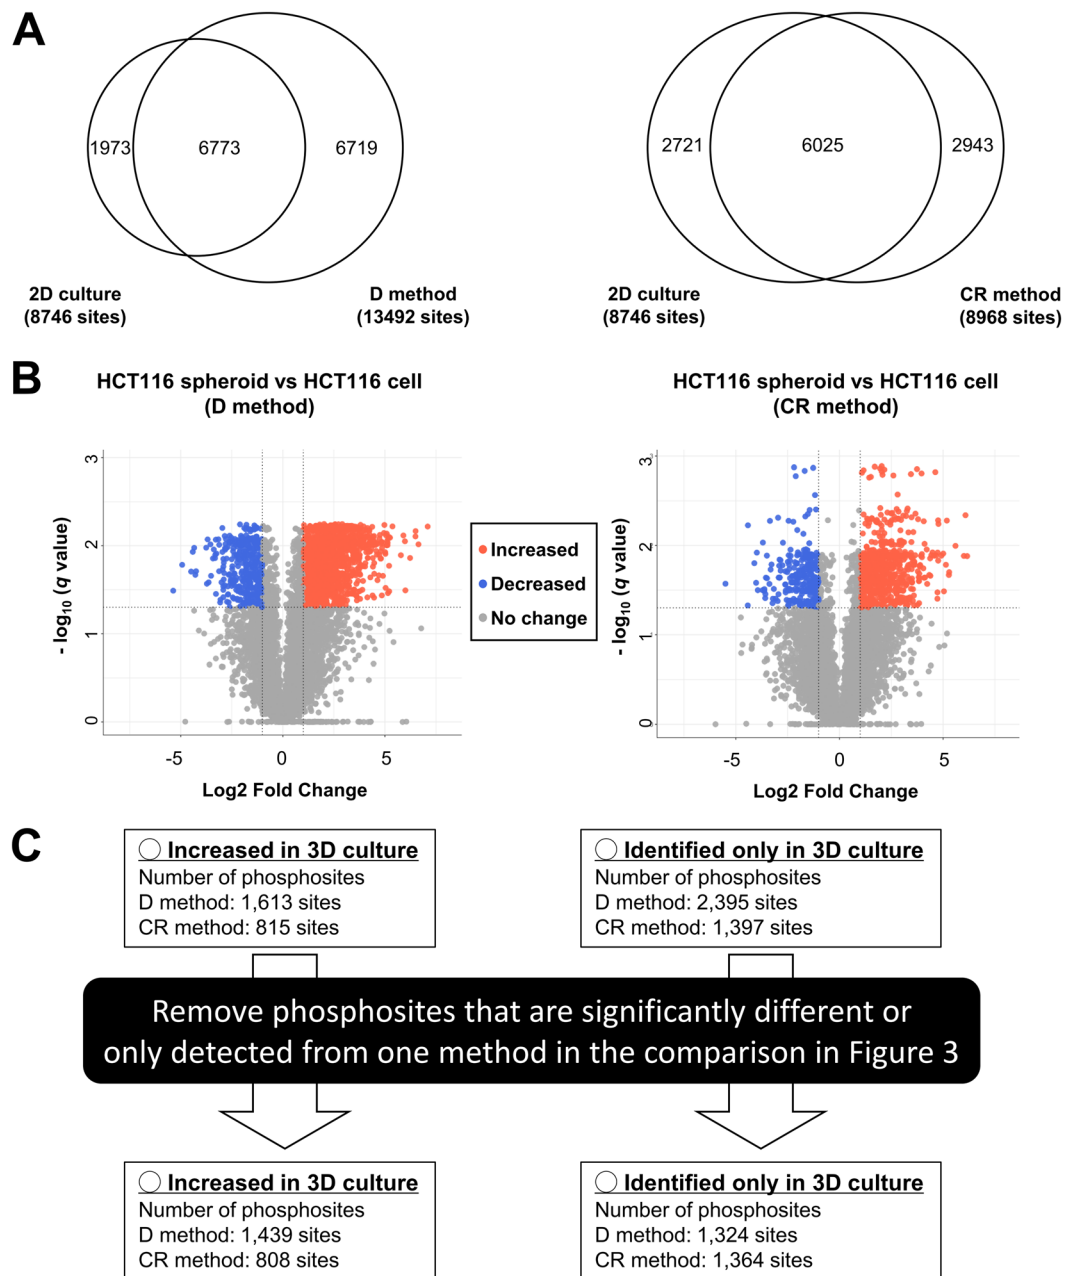 A
1973
6773
6719
2D culture
(8746 sites)
D method
(13492 sites)
2721
6025
2943
2D culture
(8746 sites)
CR method
(8968 sites)
B
HCT116 spheroid vs HCT116 cell
(D method)
3
2
1
0
- log10 (q value)
-5
0
5
Log2 Fold Change
Increased
Decreased
No change
HCT116 spheroid vs HCT116 cell
(CR method)
3
2
1
0
- log10 (q value)
-5
0
5
Log2 Fold Change
C
○ Increased in 3D culture
Number of phosphosites
D method: 1,613 sites
CR method: 815 sites
○ Identified only in 3D culture
Number of phosphosites
D method: 2,395 sites
CR method: 1,397 sites
Remove phosphosites that are significantly different or
only detected from one method in the comparison in Figure 3
○ Increased in 3D culture
Number of phosphosites
D method: 1,439 sites
CR method: 808 sites
○ Identified only in 3D culture
Number of phosphosites
D method: 1,324 sites
CR method: 1,364 sites